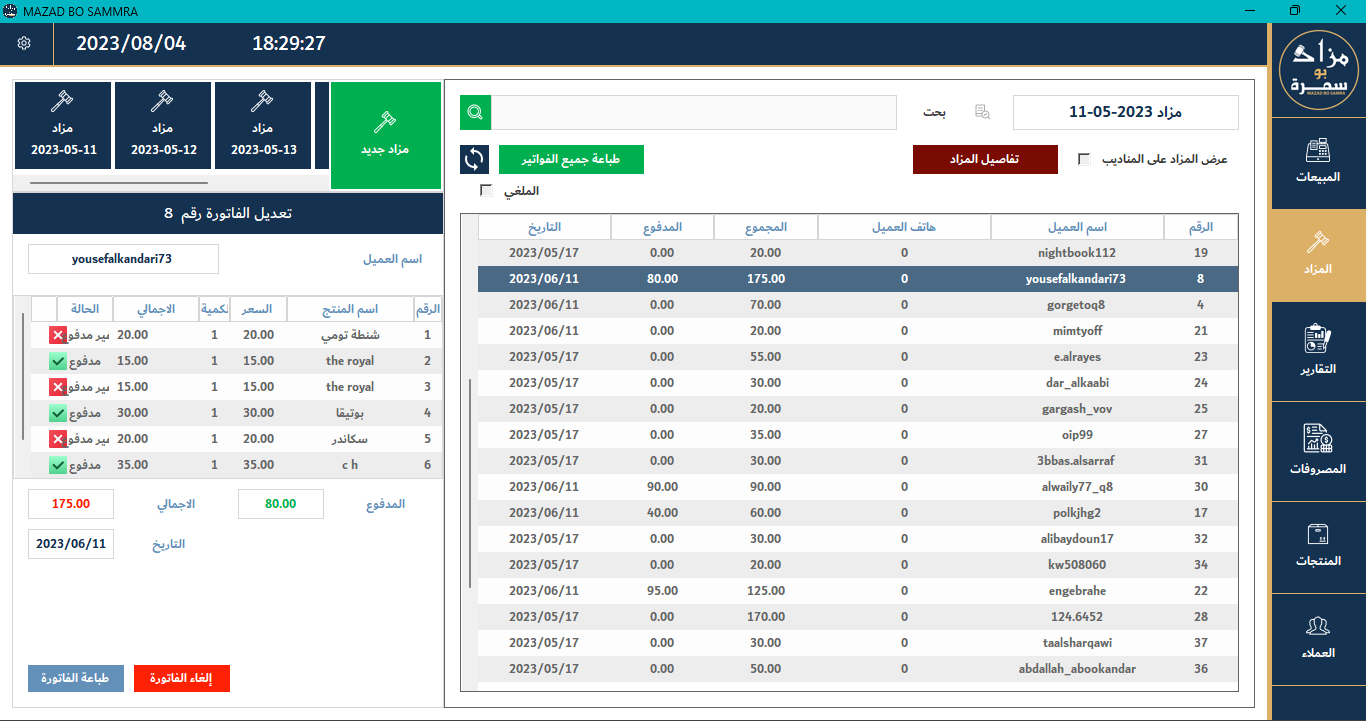 MAZAD BO SAMMRA
2023/08/04 18:29:27
مزاد
بو
سمرة
MAZAD BO SAMRA
المبيعات
المزاد
التقارير
المصروفات
المنتجات
العملاء
مزاد 2023-05-11
بحث
عرض المزاد على المناديب
تفاصيل المزاد
طباعة جميع الفواتير
الملغي
الرقم اسم العميل هاتف العميل المجموع المدفوع التاريخ
19 nightbook112 0 20.00 0.00 2023/05/17
8 yousefalkandari73 0 175.00 80.00 2023/06/11
4 gorgetoq8 0 70.00 0.00 2023/06/11
21 mimtyoff 0 20.00 0.00 2023/05/17
23 e.alrayes 0 55.00 0.00 2023/05/17
24 dar_alkaabi 0 30.00 0.00 2023/05/17
25 gargash_vov 0 20.00 0.00 2023/05/17
27 oip99 0 35.00 0.00 2023/05/17
31 3bbas.alsarraf 0 30.00 0.00 2023/05/17
30 alwaily77_q8 0 90.00 90.00 2023/06/11
17 polkjhg2 0 60.00 40.00 2023/06/11
32 alibaydoun17 0 30.00 0.00 2023/05/17
34 kw508060 0 20.00 0.00 2023/05/17
22 engebrahe 0 125.00 95.00 2023/06/11
28 124.6452 0 170.00 0.00 2023/05/17
37 taalsharqawi 0 30.00 0.00 2023/05/17
36 abdallah_abookandar 0 50.00 0.00 2023/05/17
مزاد جديد
مزاد
2023-05-13
مزاد
2023-05-12
مزاد
2023-05-11
تعديل الفاتورة رقم 8
اسم العميل yousefalkandari73
الرقم اسم المنتج السعر لكمية الاجمالي الحالة
1 شنطة تومي 20.00 1 20.00 ير مدفو
2 the royal 15.00 1 15.00 مدفوع
3 the royal 15.00 1 15.00 ير مدفو
4 بوتيقا 30.00 1 30.00 مدفوع
5 سكاندر 20.00 1 20.00 ير مدفو
6 c h 35.00 1 35.00 مدفوع
المدفوع 80.00 الاجمالي 175.00
التاريخ 2023/06/11
إلغاء الفاتورة
طباعة الفاتورة